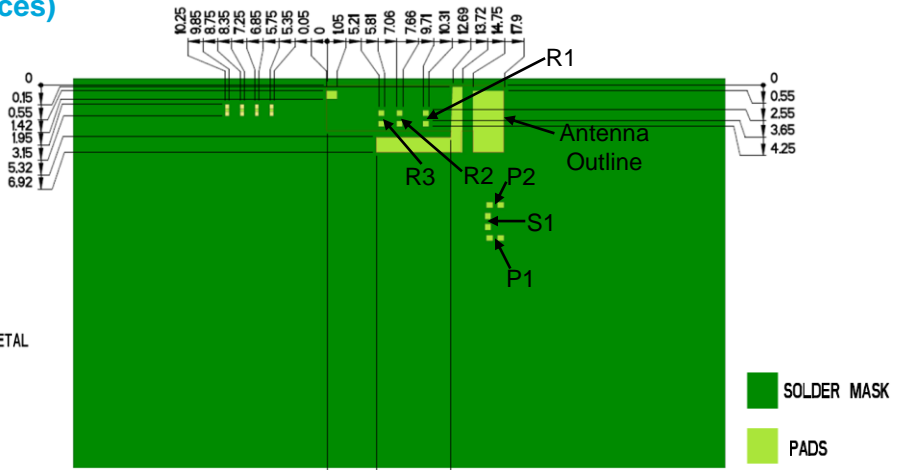 ces)
10.25
9.85
8.75
8.35
7.25
6.85
5.75
5.35
0.05
0
1.05
5.21
5.81
7.06
7.66
9.71
10.31
12.69
13.72
14.75
17.9
R1
0
0.15
0.55
1.42
1.95
3.15
5.32
6.92
0
0.55
2.55
3.65
4.25
Antenna
Outline
R3
R2
P2
S1
P1
ETAL
SOLDER MASK
PADS